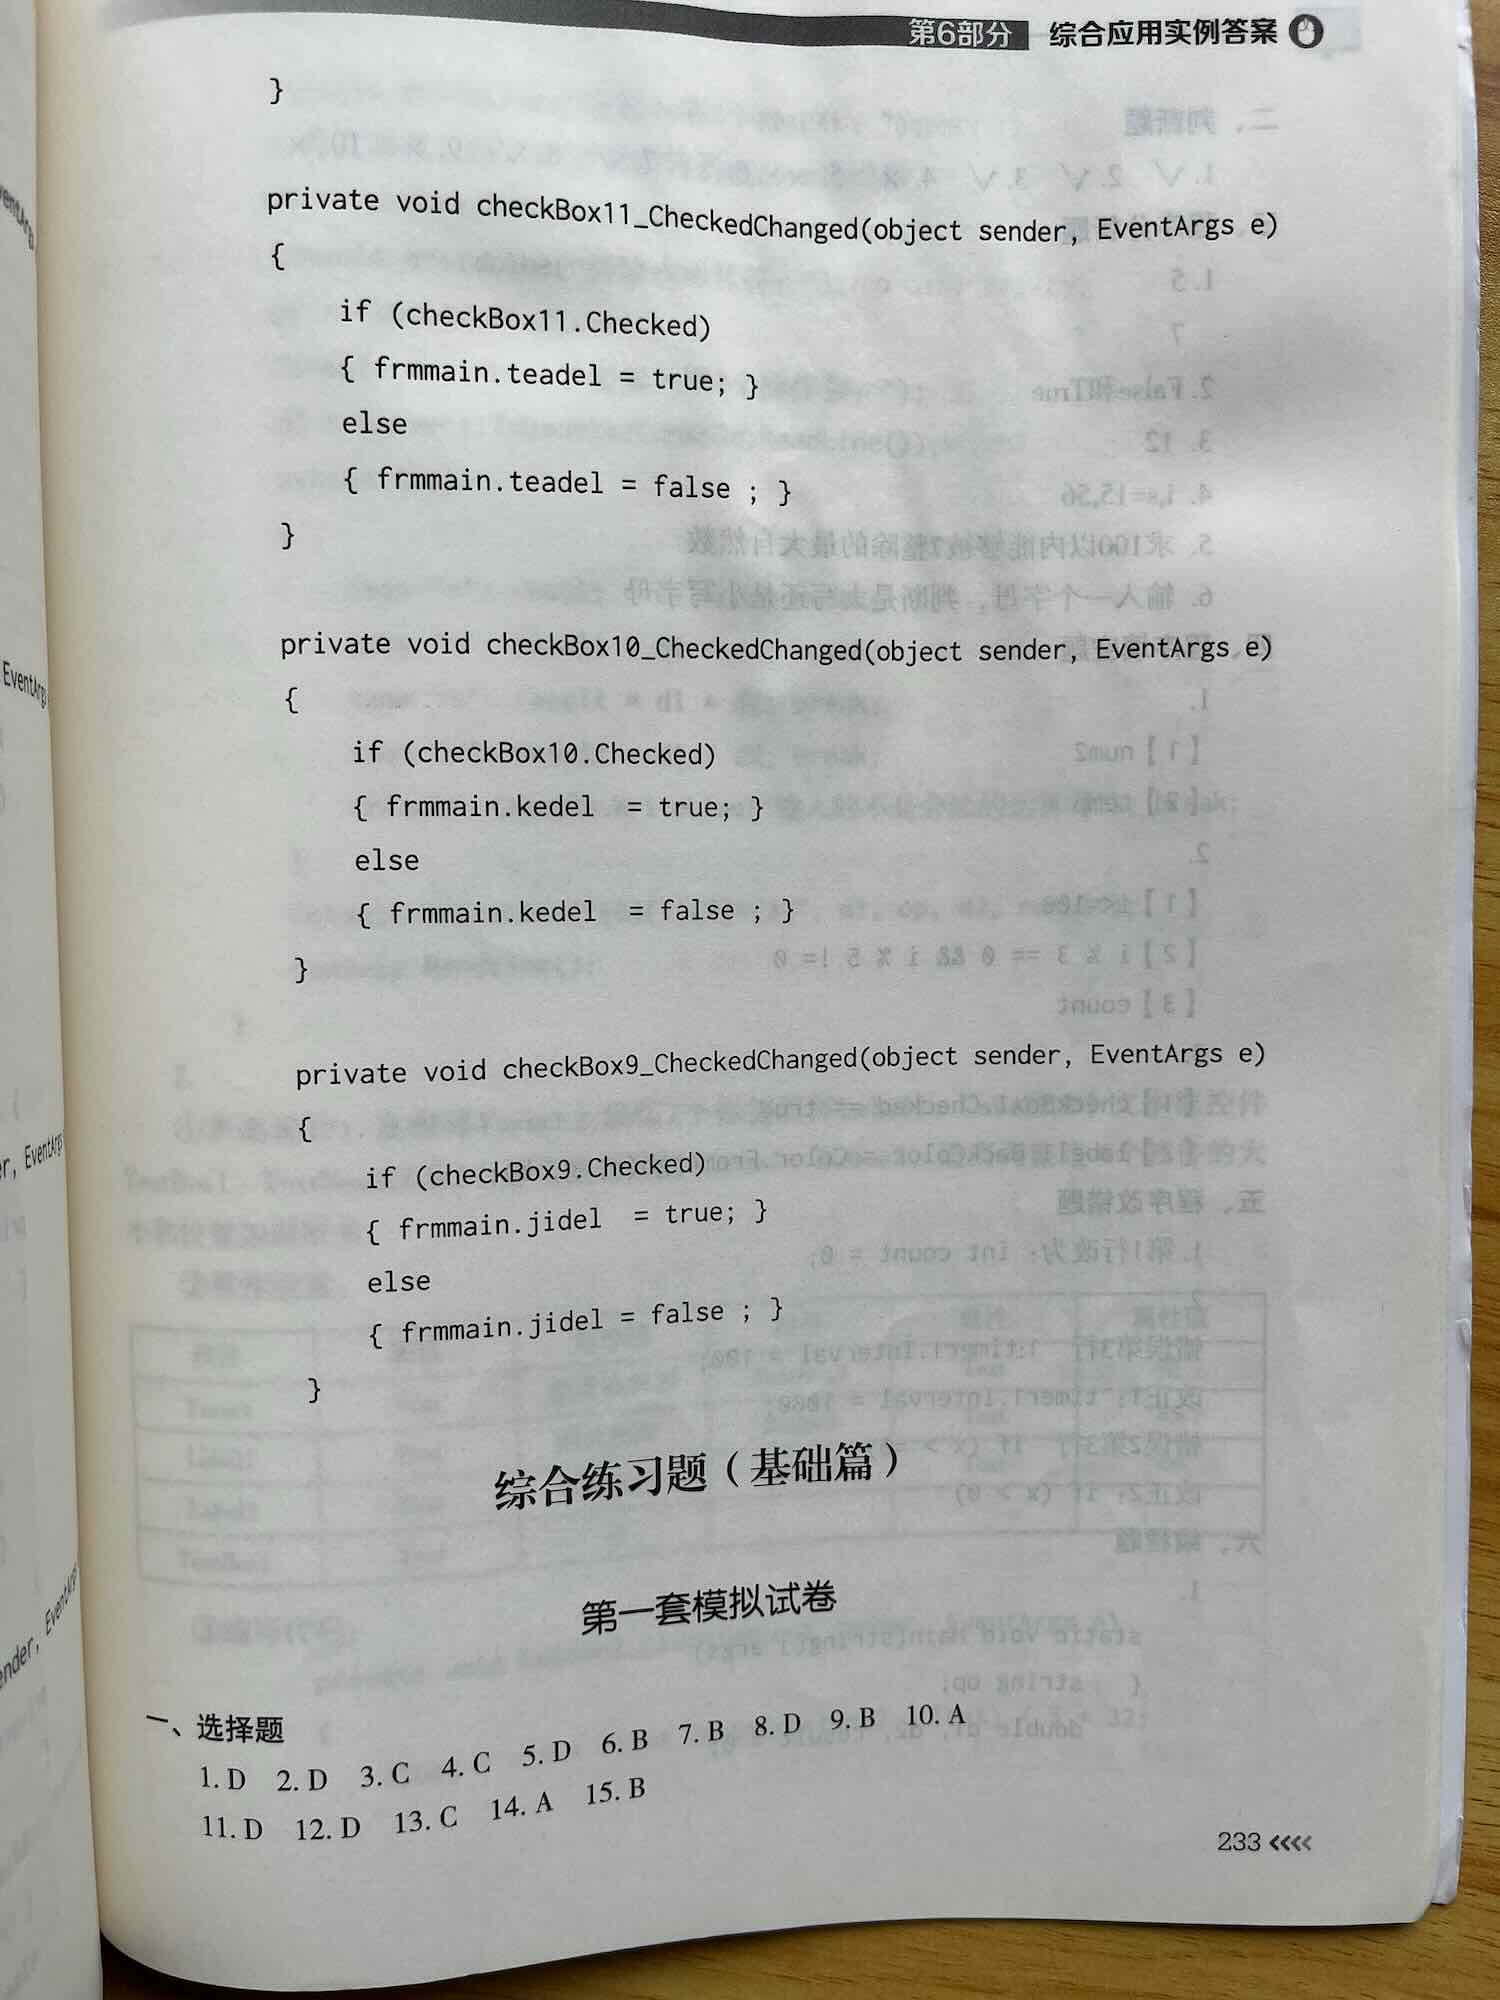 第6部分 综合应用实例答案
}
private void checkBox11_CheckedChanged(object sender, EventArgs e)
{
if (checkBox11.Checked)
{ frmmain.teadel = true; }
else
{ frmmain.teadel = false ; }
}
private void checkBox10_CheckedChanged(object sender, EventArgs e)
{
if (checkBox10.Checked)
{ frmmain.kedel = true; }
else
{ frmmain.kedel = false ; }
}
private void checkBox9_CheckedChanged(object sender, EventArgs e)
{
if (checkBox9.Checked)
{ frmmain.jidel = true; }
else
{ frmmain.jidel = false ; }
}
综合练习题（基础篇）
第一套模拟试卷
一、选择题
1. D 2. D 3. C 4. C 5. D 6. B 7. B 8. D 9. B 10. A
11. D 12. D 13. C 14. A 15. B
233 <<<<